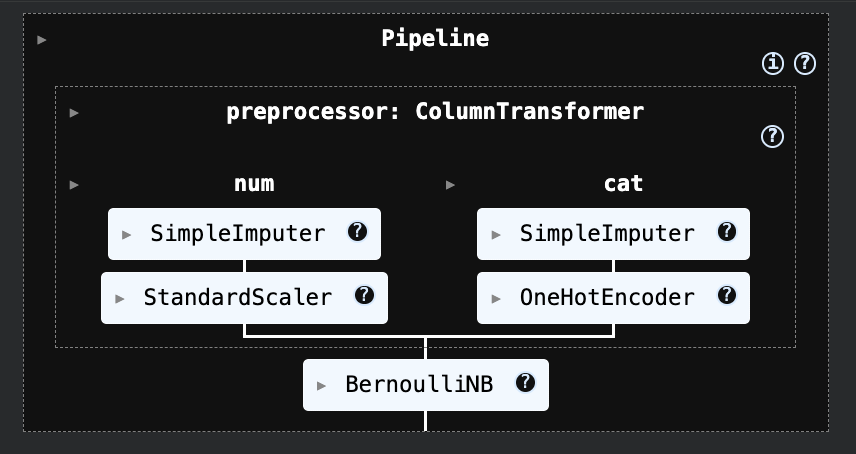 Pipeline
i ?
preprocessor: ColumnTransformer
?
num cat
SimpleImputer ? SimpleImputer ?
StandardScaler ? OneHotEncoder ?
BernoulliNB ?